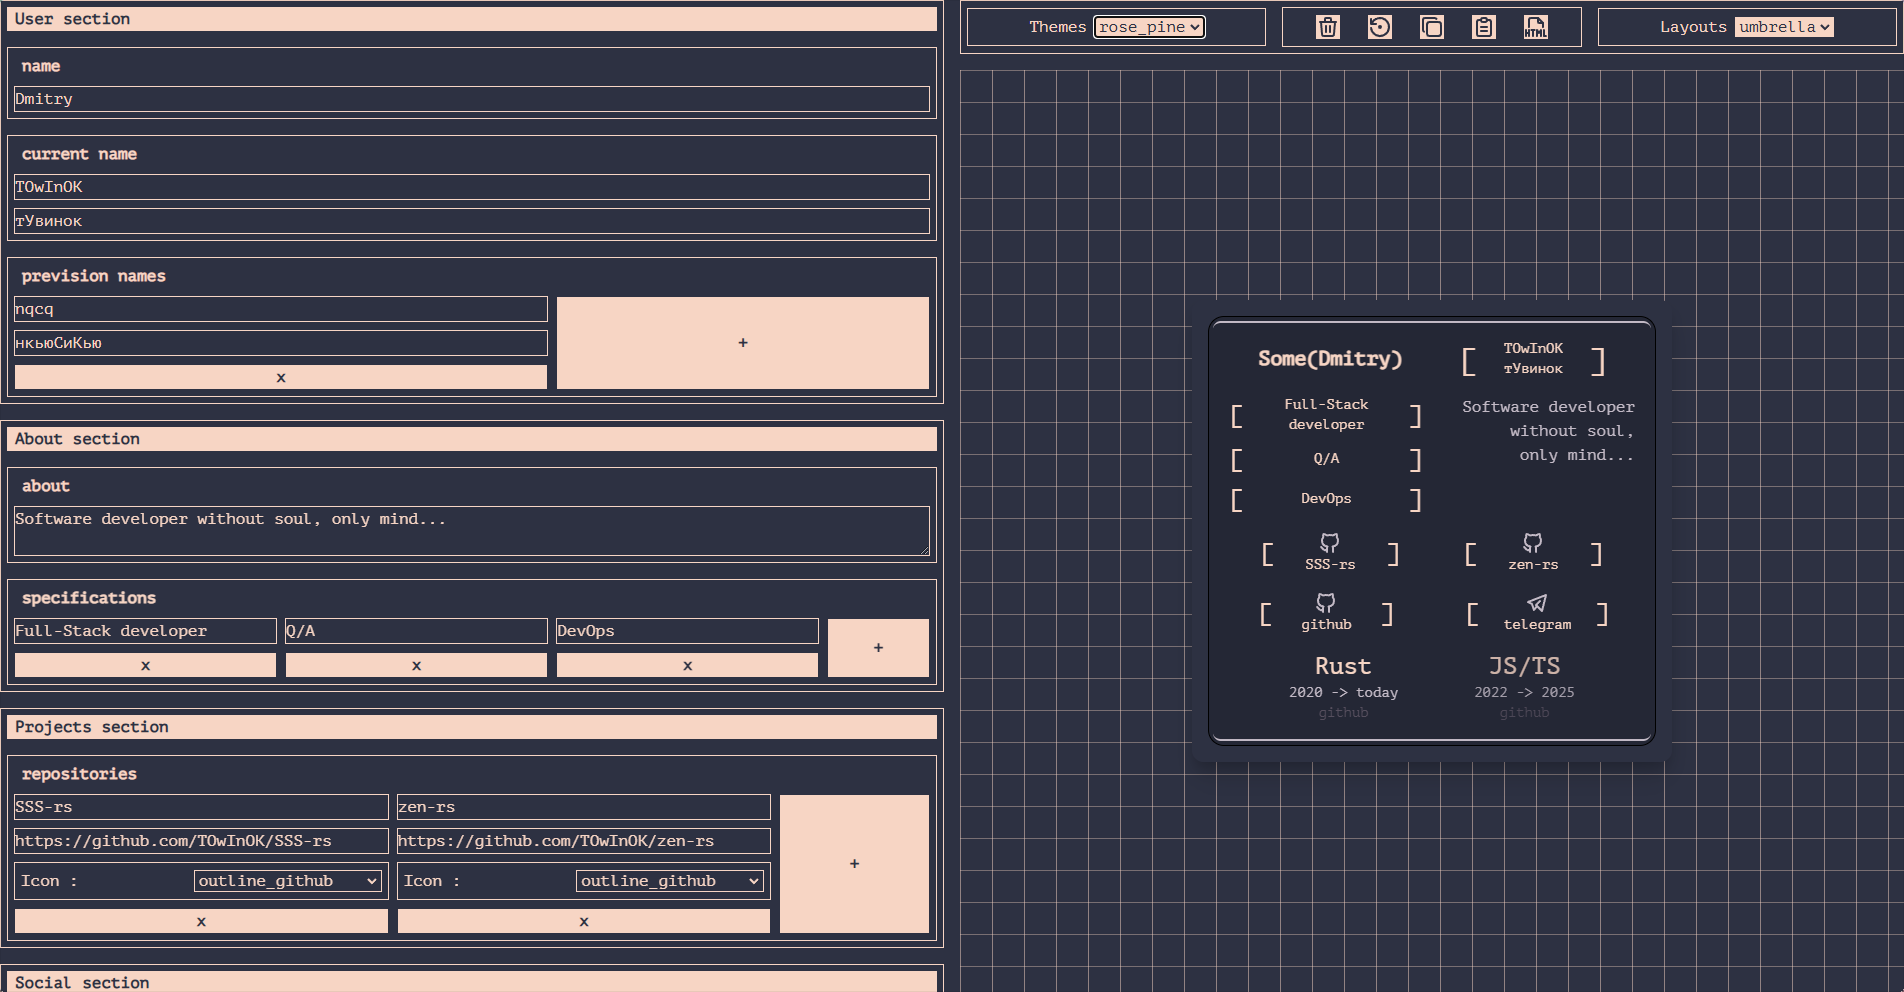 User section
name
Dmitry
current name
TOwInOK
тУвинок
prevision names
nqcq
нкьюСиКью
x
+
About section
about
Software developer without soul, only mind...
specifications
Full-Stack developer
Q/A
DevOps
x
x
x
+
Projects section
repositories
SSS-rs
zen-rs
https://github.com/TOwInOK/SSS-rs
https://github.com/TOwInOK/zen-rs
Icon :
outline_github
Icon :
outline_github
x
x
+
Social section
Themes
rose_pine
HTML
Layouts
umbrella
Some(Dmitry)
[ TOwInOK
тУвинок ]
[ Full-Stack
developer ]
[ Q/A ]
[ DevOps ]
Software developer
without soul,
only mind...
[ SSS-rs ]
[ zen-rs ]
[ github ]
[ telegram ]
Rust
2020 -> today
github
JS/TS
2022 -> 2025
github